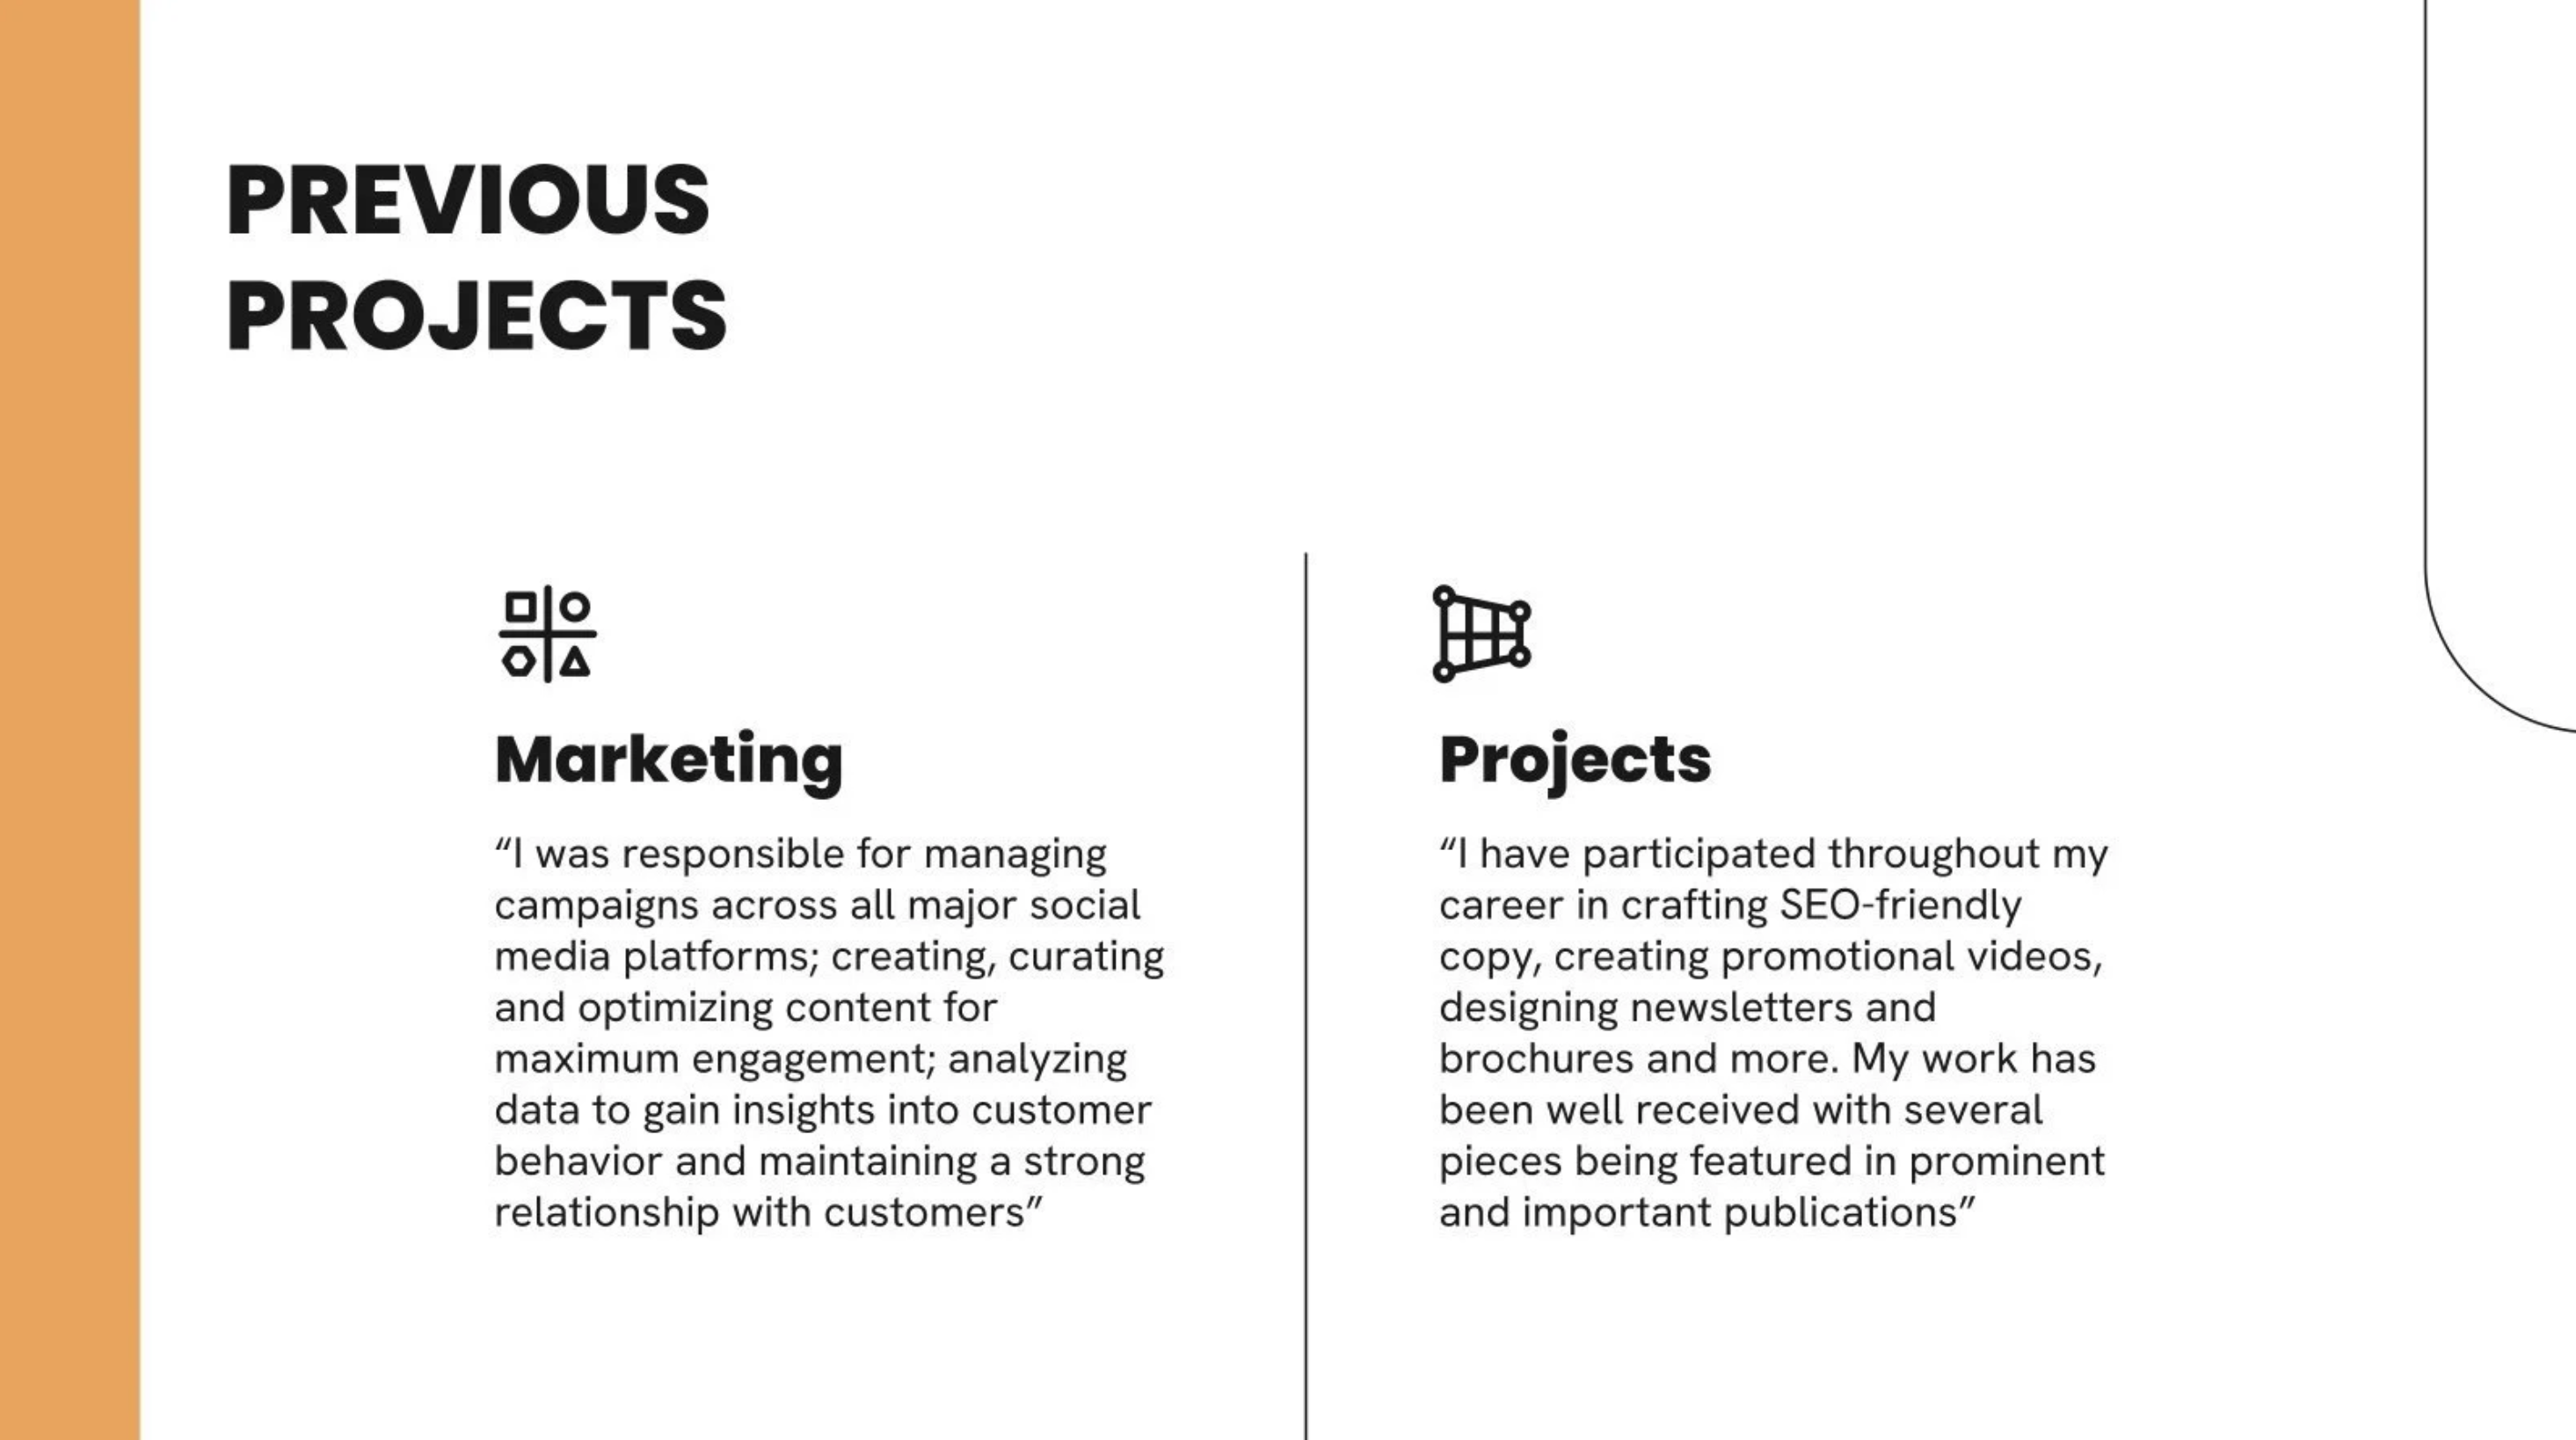 PREVIOUS
PROJECTS
Marketing
“I was responsible for managing
campaigns across all major social
media platforms; creating, curating
and optimizing content for
maximum engagement; analyzing
data to gain insights into customer
behavior and maintaining a strong
relationship with customers”
Projects
“I have participated throughout my
career in crafting SEO-friendly
copy, creating promotional videos,
designing newsletters and
brochures and more. My work has
been well received with several
pieces being featured in prominent
and important publications”